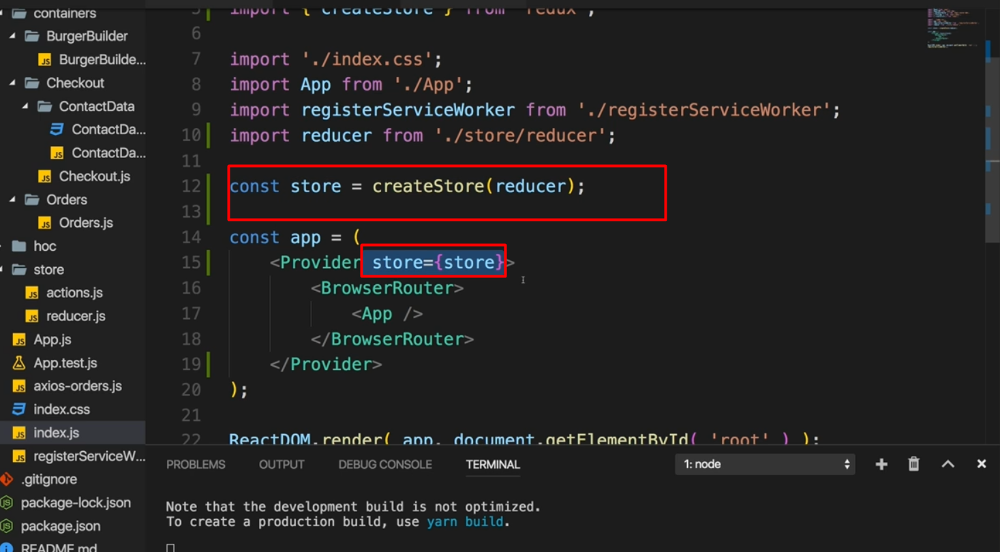 containers
BurgerBuilder
BurgerBuilde...
Checkout
ContactData
ContactDa...
ContactDa...
Checkout.js
Orders
Orders.js
hoc
store
actions.js
reducer.js
App.js
App.test.js
axios-orders.js
index.css
index.js
registerServiceW...
.gitignore
package-lock.json
package.json
README.md
5 import { createStore } from 'redux';
6
7 import './index.css';
8 import App from './App';
9 import registerServiceWorker from './registerServiceWorker';
10 import reducer from './store/reducer';
11
12 const store = createStore(reducer);
13
14 const app = (
15 <Provider store={store}>
16 <BrowserRouter>
17 <App />
18 </BrowserRouter>
19 </Provider>
20 );
21
22 ReactDOM.render( app, document.getElementById( 'root' ) );
PROBLEMS OUTPUT DEBUG CONSOLE TERMINAL 1: node
Note that the development build is not optimized.
To create a production build, use yarn build.